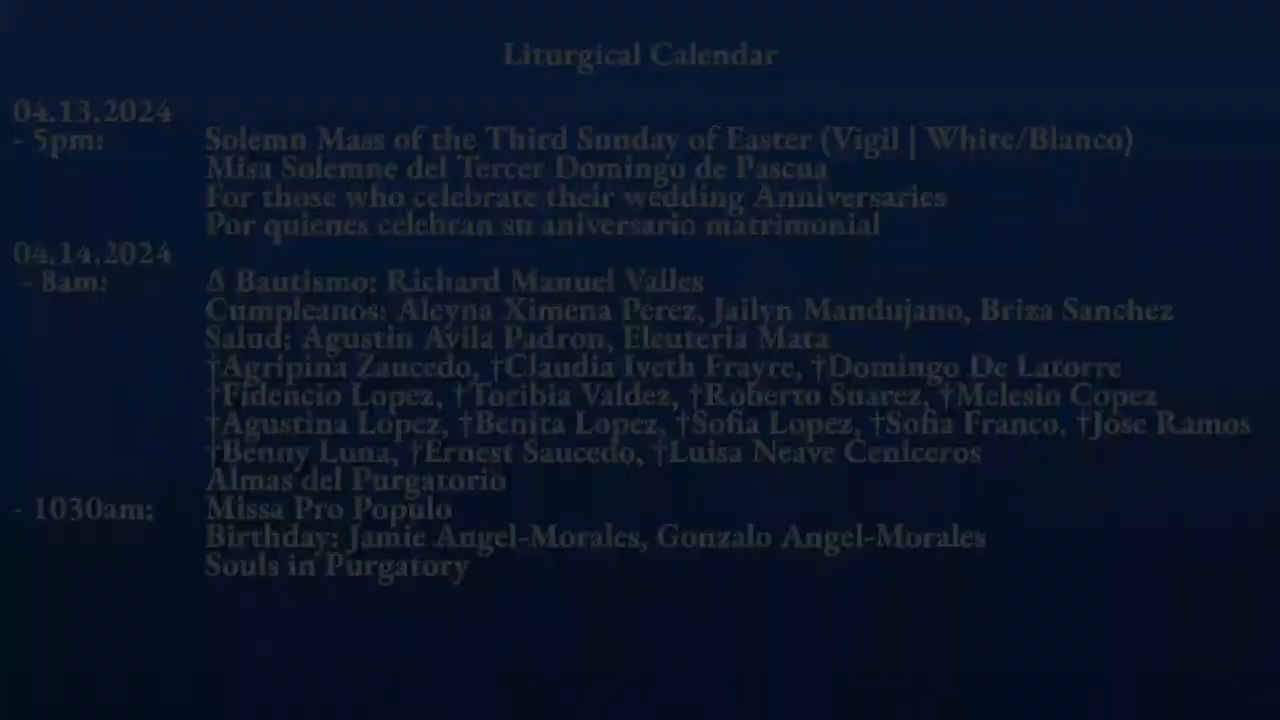 Liturgical Calendar
04.13.2024
- 5pm: Solemn Mass of the Third Sunday of Easter (Vigil | White/Blanco)
Misa Solemne del Tercer Domingo de Pascua
For those who celebrate their wedding Anniversaries
Por quienes celebran su aniversario matrimonial
04.14.2024
- 8am: Δ Bautismo: Richard Manuel Valles
Cumpleanos: Aleyna Ximena Perez, Jailyn Mandujano, Briza Sanchez
Salud: Agustin Avila Padron, Eleuteria Mata
†Agripina Zaucedo, †Claudia Iveth Frayre, †Domingo De Latorre
†Fidencio Lopez, †Toribia Valdez, †Roberto Suarez, †Melesio Copez
†Agustina Lopez, †Benita Lopez, †Sofia Lopez, †Sofia Franco, †Jose Ramos
†Benny Luna, †Ernest Saucedo, †Luisa Neave Ceniceros
Almas del Purgatorio
- 1030am: Missa Pro Populo
Birthday: Jamie Angel-Morales, Gonzalo Angel-Morales
Souls in Purgatory